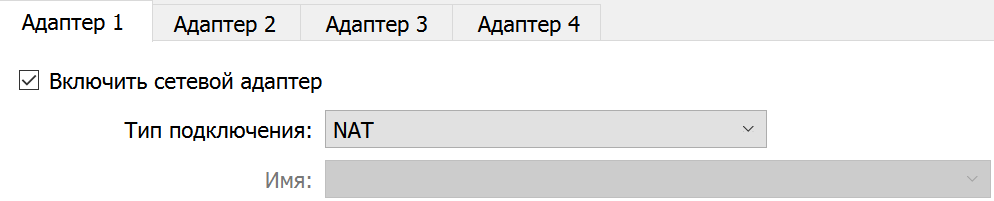 Адаптер 1 Адаптер 2 Адаптер 3 Адаптер 4
Включить сетевой адаптер
Тип подключения: NAT
Имя: